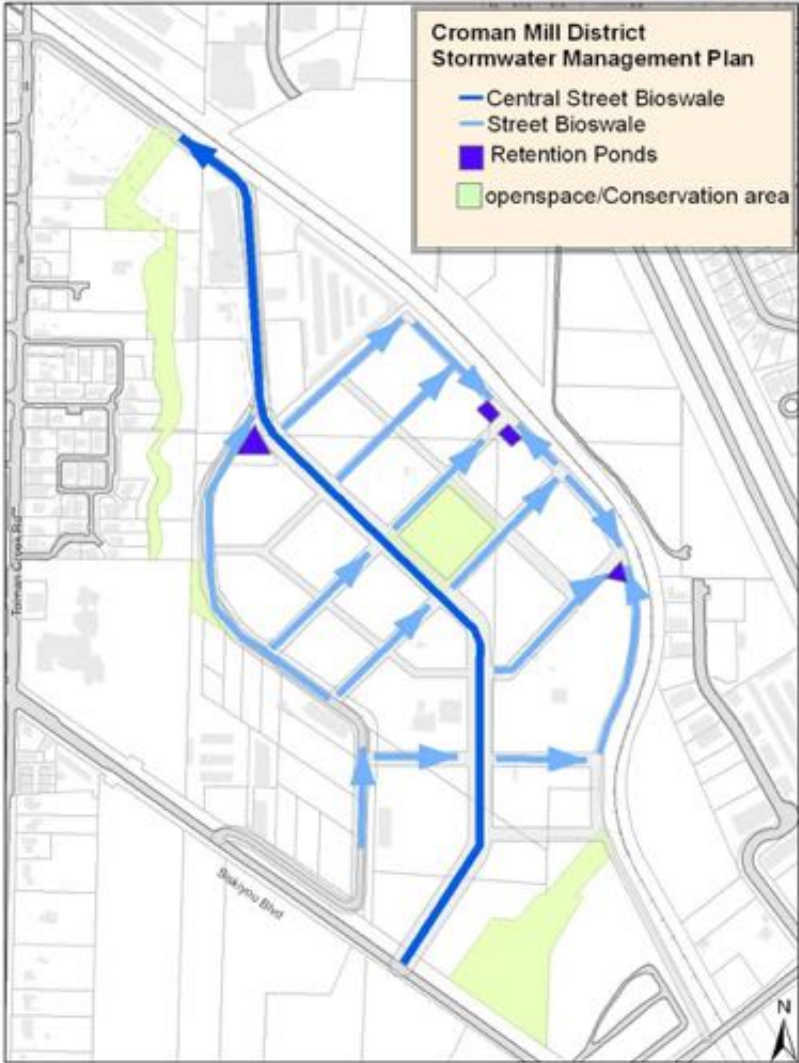 Croman Mill District
Stormwater Management Plan
Central Street Bioswale
Street Bioswale
Retention Ponds
openspace/Conservation area
Tolman Creek Rd
Siskiyou Blvd
N